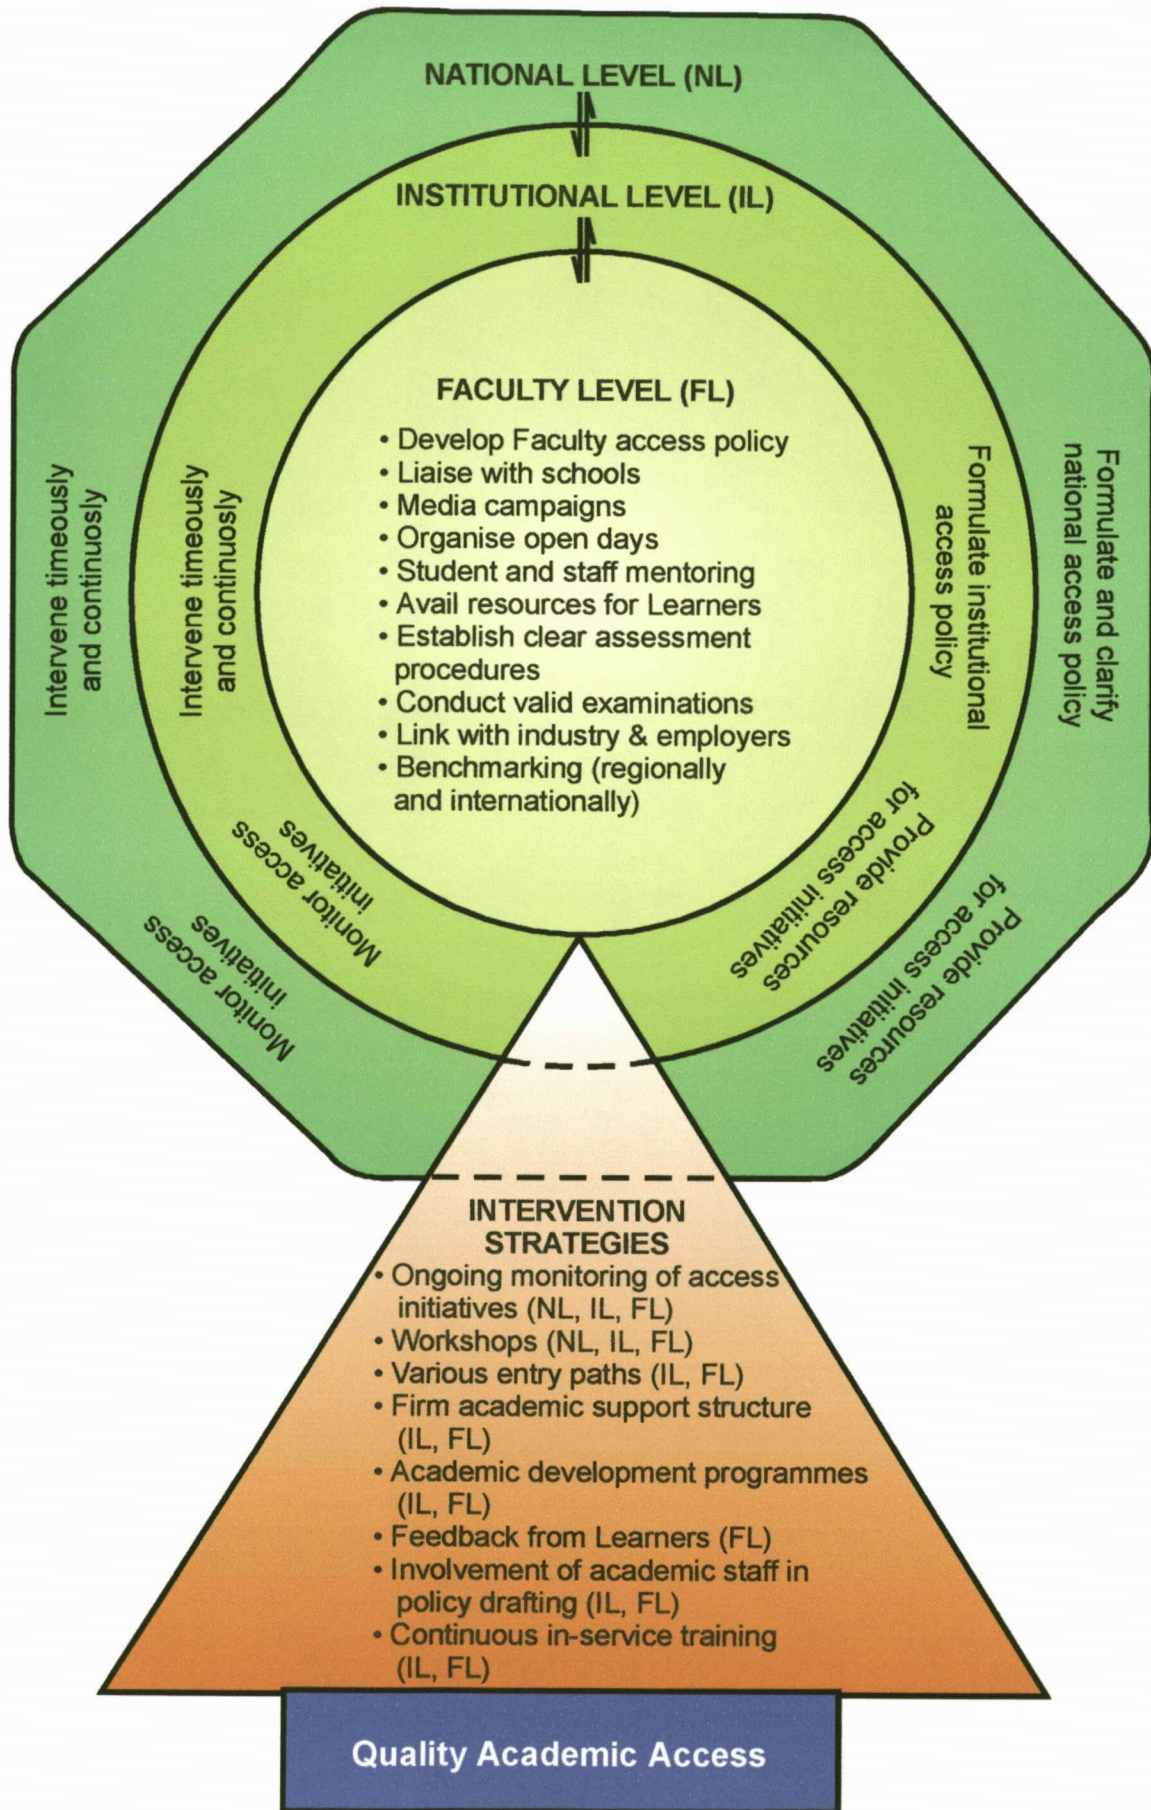 NATIONAL LEVEL (NL)
INSTITUTIONAL LEVEL (IL)
FACULTY LEVEL (FL)
• Develop Faculty access policy
• Liaise with schools
• Media campaigns
• Organise open days
• Student and staff mentoring
• Avail resources for Learners
• Establish clear assessment
procedures
• Conduct valid examinations
• Link with industry & employers
• Benchmarking (regionally
and internationally)
Intervene timeously
and continuosly
Intervene timeously
and continuosly
Formulate institutional
access policy
Formulate and clarify
national access policy
Monitor access
initiatives
Monitor access
initiatives
Provide resources
for access initiatives
Provide resources
for access initiatives
INTERVENTION
STRATEGIES
• Ongoing monitoring of access
initiatives (NL, IL, FL)
• Workshops (NL, IL, FL)
• Various entry paths (IL, FL)
• Firm academic support structure
(IL, FL)
• Academic development programmes
(IL, FL)
• Feedback from Learners (FL)
• Involvement of academic staff in
policy drafting (IL, FL)
• Continuous in-service training
(IL, FL)
Quality Academic Access